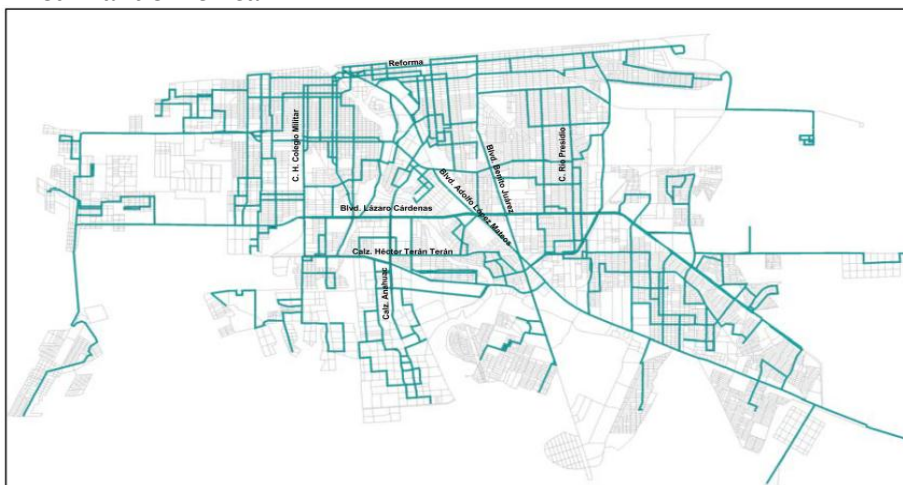 Reforma
C. H. Colegio Militar
Blvd. Benito Juárez
C. Río Presidio
Blvd. Adolfo López Mateos
Blvd. Lázaro Cárdenas
Calz. Héctor Terán Terán
Calz. Anahuac